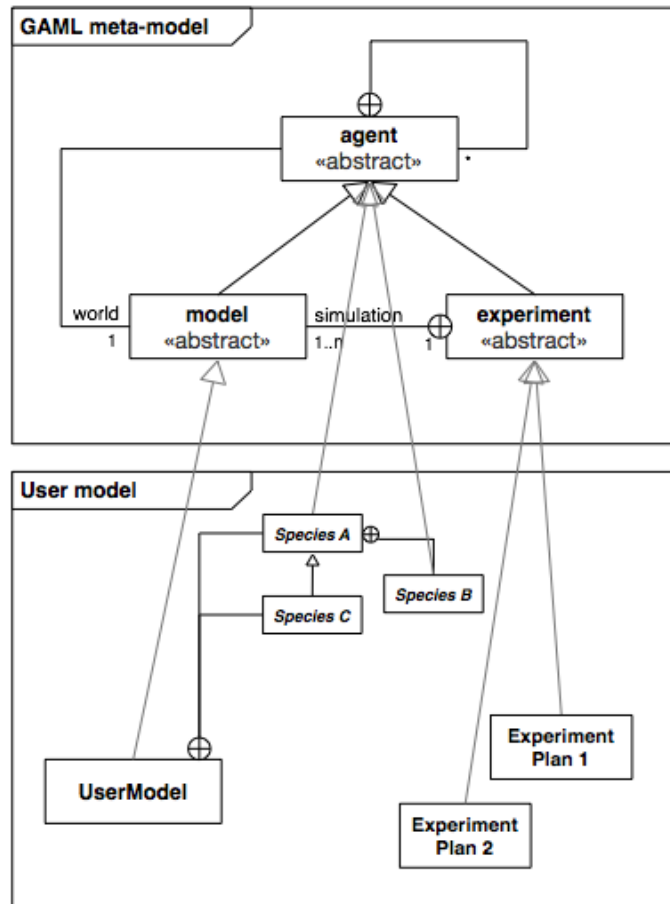 GAML meta-model
agent
«abstract»
*
world
1
model
«abstract»
simulation
1..n
1
experiment
«abstract»
User model
Species A
Species B
Species C
UserModel
Experiment
Plan 1
Experiment
Plan 2